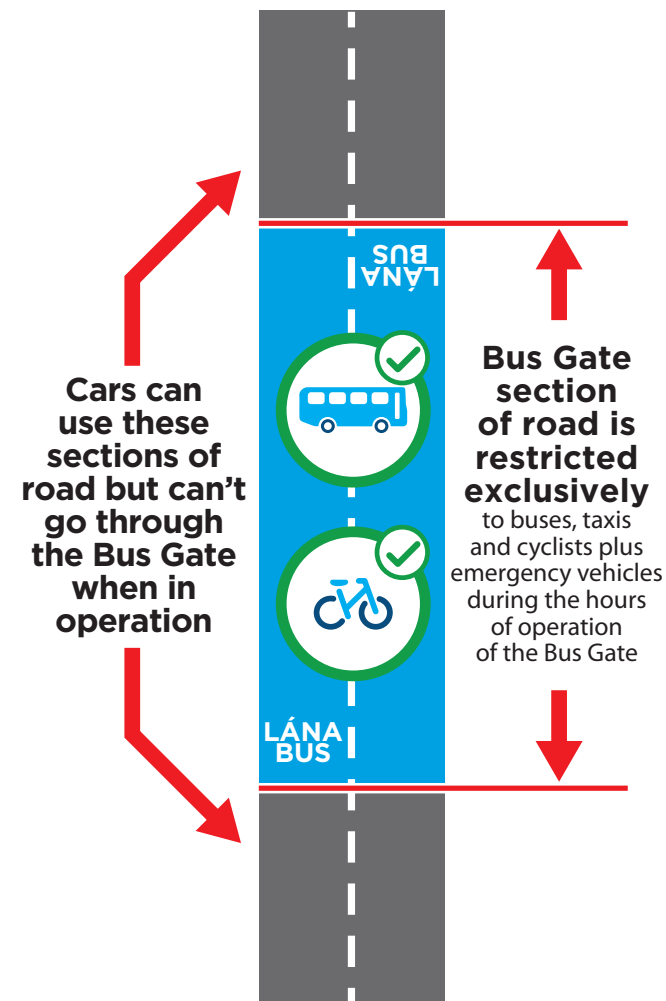 LÁNA
BUS
Cars can
use these
sections of
road but can’t
go through
the Bus Gate
when in
operation
Bus Gate
section
of road is
restricted
exclusively
to buses, taxis
and cyclists plus
emergency vehicles
during the hours
of operation
of the Bus Gate
LÁNA
BUS